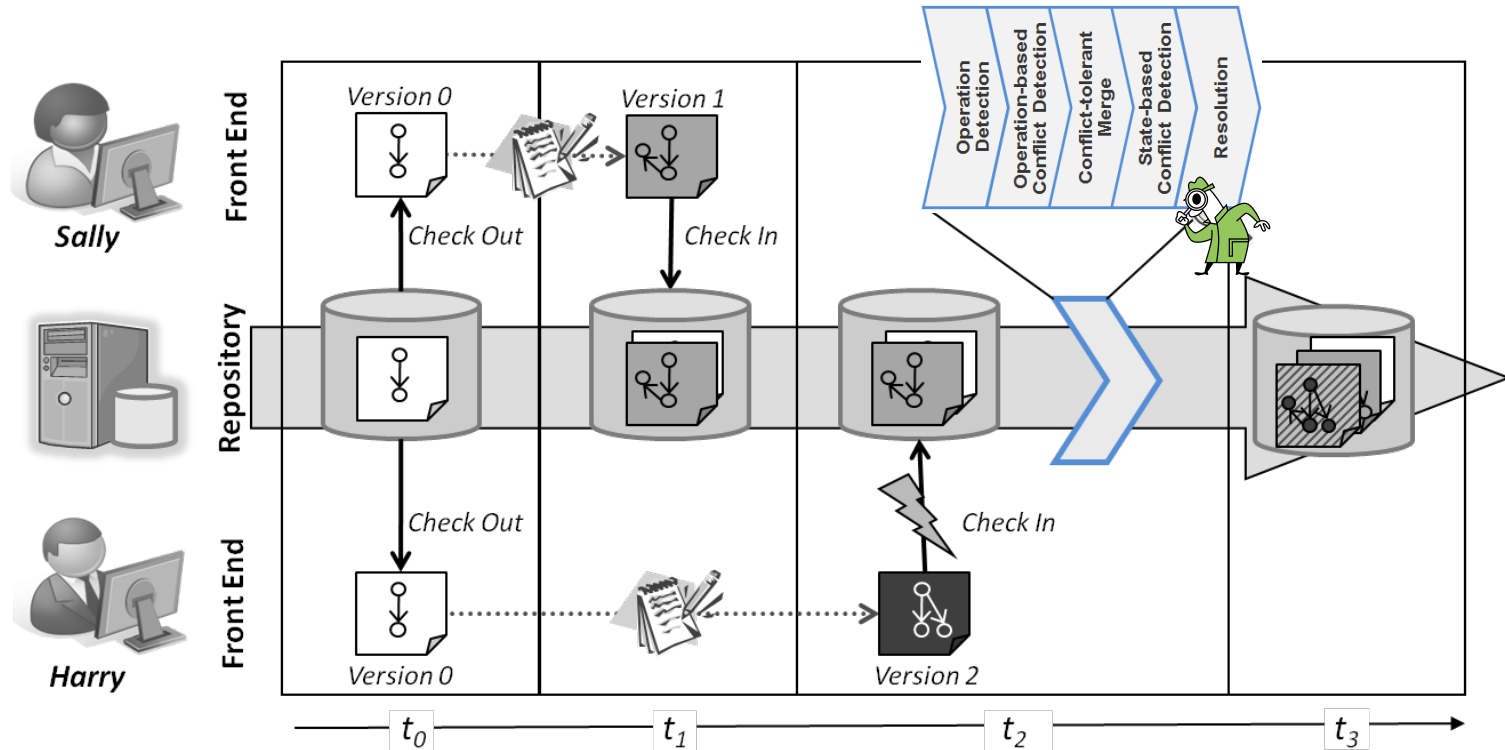 Operation
Detection
Operation-based
Conflict Detection
Conflict-tolerant
Merge
State-based
Conflict Detection
Resolution
Front End
Version 0
Version 1
Sally
Check Out
Check In
Repository
Check Out
Check In
Front End
Harry
Version 0
Version 2
t0
t1
t2
t3